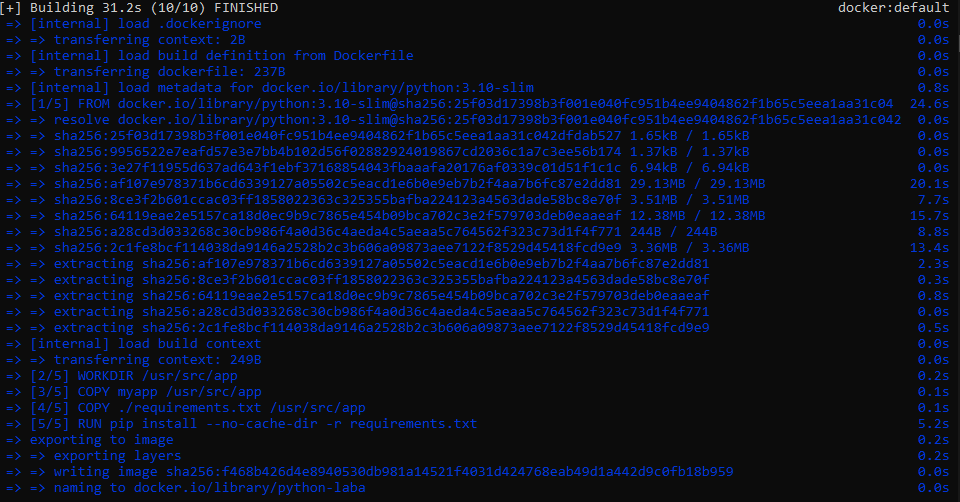 [+] Building 31.2s (10/10) FINISHED docker:default
=> [internal] load .dockerignore 0.0s
=> => transferring context: 2B 0.0s
=> [internal] load build definition from Dockerfile 0.0s
=> => transferring dockerfile: 237B 0.0s
=> [internal] load metadata for docker.io/library/python:3.10-slim 0.8s
=> [1/5] FROM docker.io/library/python:3.10-slim@sha256:25f03d17398b3f001e040fc951b4ee9404862f1b65c5eea1aa31c04 24.6s
=> => resolve docker.io/library/python:3.10-slim@sha256:25f03d17398b3f001e040fc951b4ee9404862f1b65c5eea1aa31c042 0.0s
=> => sha256:25f03d17398b3f001e040fc951b4ee9404862f1b65c5eea1aa31c042dfdab527 1.65kB / 1.65kB 0.0s
=> => sha256:9956522e7eafd57e3e7bb4b102d56f02882924019867cd2036c1a7c3ee56b174 1.37kB / 1.37kB 0.0s
=> => sha256:3e27f11955d637ad643f1ebf37168854043fbaaafa20176af0339c01d51f1c1c 6.94kB / 6.94kB 0.0s
=> => sha256:af107e978371b6cd6339127a05502c5eacd1e6b0e9eb7b2f4aa7b6fc87e2dd81 29.13MB / 29.13MB 20.1s
=> => sha256:8ce3f2b601ccac03ff1858022363c325355bafba224123a4563dade58bc8e70f 3.51MB / 3.51MB 7.7s
=> => sha256:64119eae2e5157ca18d0ec9b9c7865e454b09bca702c3e2f579703deb0eaaeaf 12.38MB / 12.38MB 15.7s
=> => sha256:a28cd3d033268c30cb986f4a0d36c4aeda4c5aeaa5c764562f323c73d1f4f771 244B / 244B 8.8s
=> => sha256:2c1fe8bcf114038da9146a2528b2c3b606a09873aee7122f8529d45418fcd9e9 3.36MB / 3.36MB 13.4s
=> => extracting sha256:af107e978371b6cd6339127a05502c5eacd1e6b0e9eb7b2f4aa7b6fc87e2dd81 2.3s
=> => extracting sha256:8ce3f2b601ccac03ff1858022363c325355bafba224123a4563dade58bc8e70f 0.3s
=> => extracting sha256:64119eae2e5157ca18d0ec9b9c7865e454b09bca702c3e2f579703deb0eaaeaf 0.8s
=> => extracting sha256:a28cd3d033268c30cb986f4a0d36c4aeda4c5aeaa5c764562f323c73d1f4f771 0.0s
=> => extracting sha256:2c1fe8bcf114038da9146a2528b2c3b606a09873aee7122f8529d45418fcd9e9 0.5s
=> [internal] load build context 0.0s
=> => transferring context: 249B 0.0s
=> [2/5] WORKDIR /usr/src/app 0.2s
=> [3/5] COPY myapp /usr/src/app 0.1s
=> [4/5] COPY ./requirements.txt /usr/src/app 0.1s
=> [5/5] RUN pip install --no-cache-dir -r requirements.txt 5.2s
=> exporting to image 0.2s
=> => exporting layers 0.2s
=> => writing image sha256:f468b426d4e8940530db981a14521f4031d424768eab49d1a442d9c0fb18b959 0.0s
=> => naming to docker.io/library/python-laba 0.0s